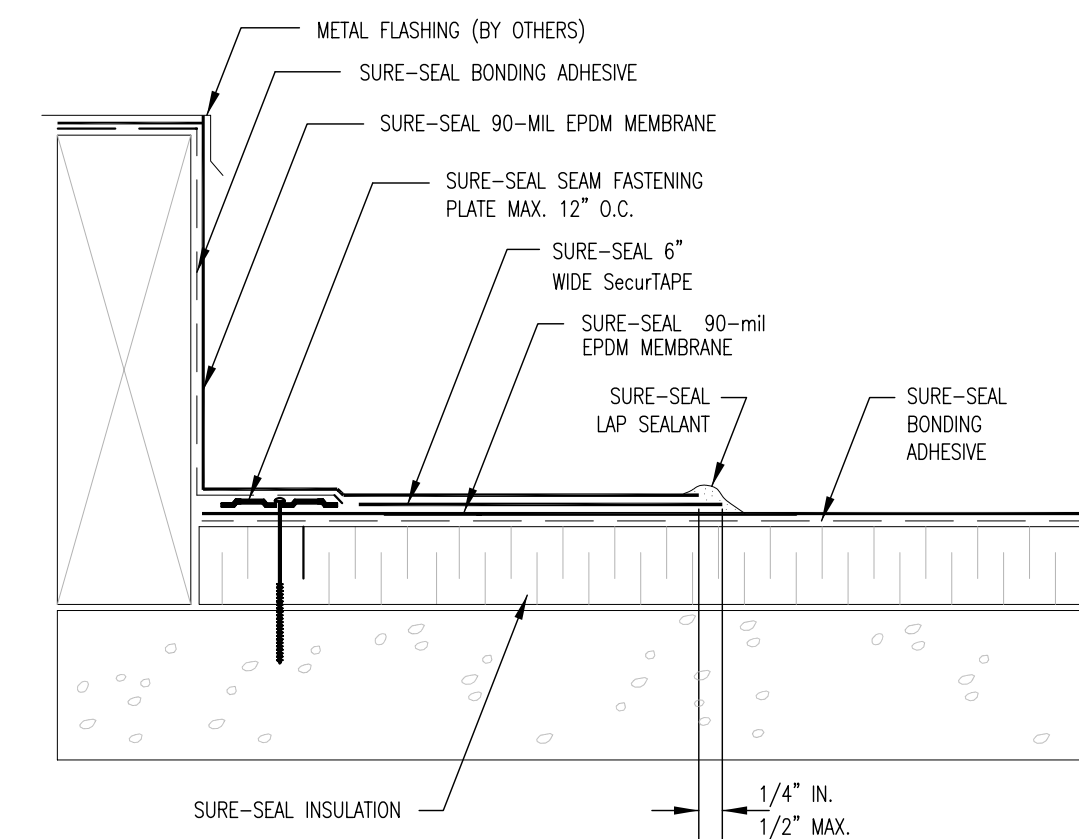 METAL FLASHING (BY OTHERS)
SURE-SEAL BONDING ADHESIVE
SURE-SEAL 90-MIL EPDM MEMBRANE
SURE-SEAL SEAM FASTENING
PLATE MAX. 12" O.C.
SURE-SEAL 6"
WIDE SecurTAPE
SURE-SEAL 90-mil
EPDM MEMBRANE
SURE-SEAL
LAP SEALANT
SURE-SEAL
BONDING
ADHESIVE
SURE-SEAL INSULATION
1/4" IN.
1/2" MAX.